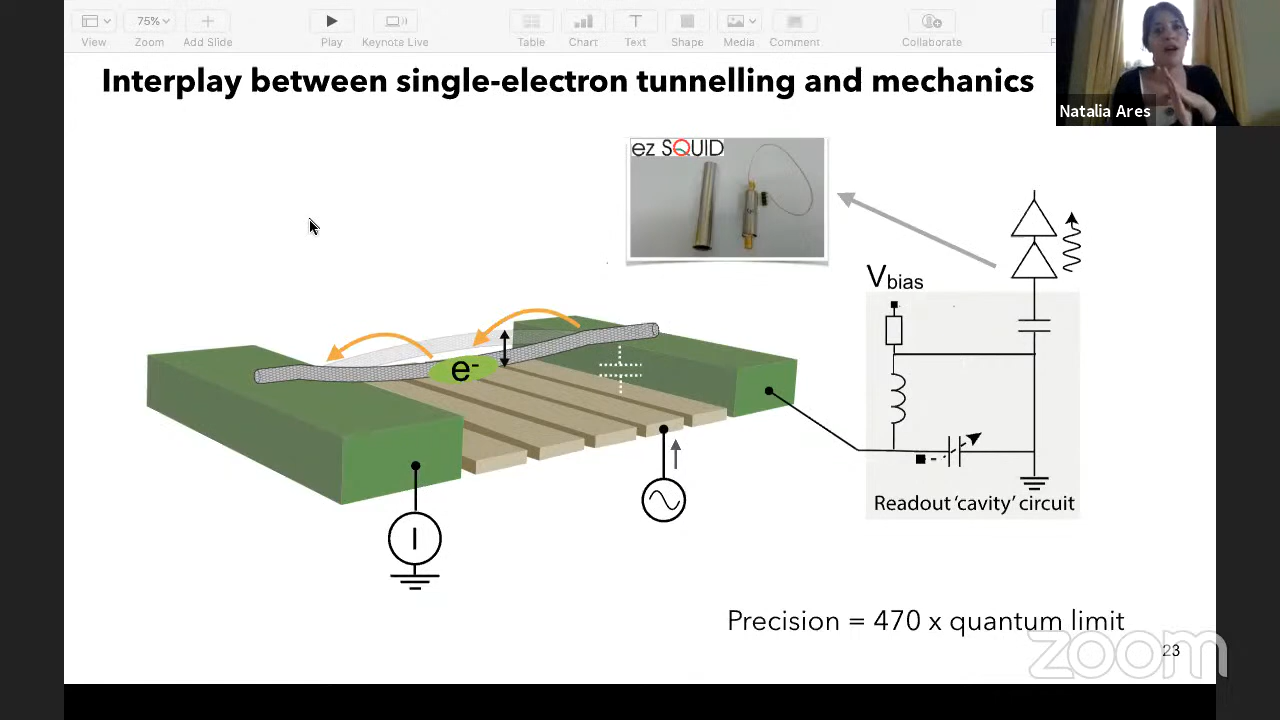 View
75%
Zoom
Add Slide
Play
Keynote Live
Table
Chart
Text
Shape
Media
Comment
Collaborate
Natalia Ares
Interplay between single-electron tunnelling and mechanics
ez SQUID
Vbias
e-
Readout 'cavity' circuit
I
Precision = 470 x quantum limit
23
zoom